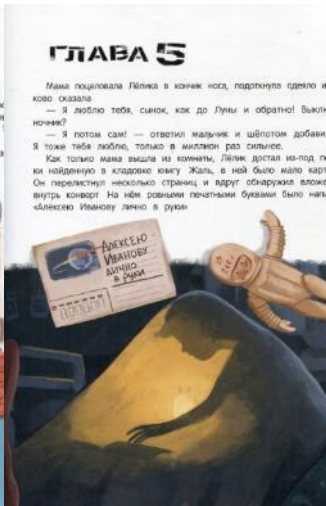 ГЛАВА 5
Мама поцеловала Лёлика в кончик носа, подоткнула одеяло и
ково сказала
— Я люблю тебя, сынок, как до Луны и обратно! Выкл
ночник?
— Я потом сам! — ответил мальчик и шёпотом добави
Я тоже тебя люблю, только в миллион раз сильнее.
Как только мама вышла из комнаты, Лёлик достал из-под по
ки найденную в кладовке книгу Жаль, в ней было мало карт
Он перелистнул несколько страниц и вдруг обнаружил вложе
внутрь конверт На нём ровными печатными буквами было напи
«Алексею Иванову лично в руки»
Алексею
Иванову
лично
в руки